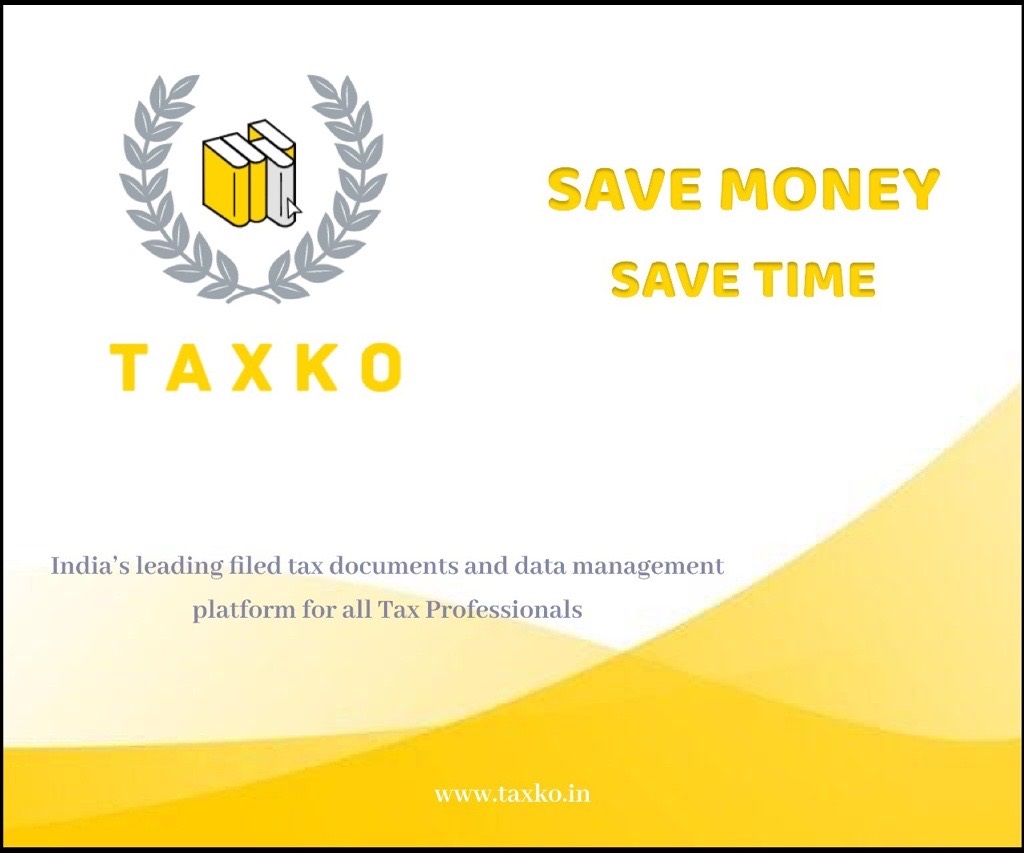 SAVE MONEY
SAVE TIME
TAXKO
India’s leading filed tax documents and data management
platform for all Tax Professionals
www.taxko.in